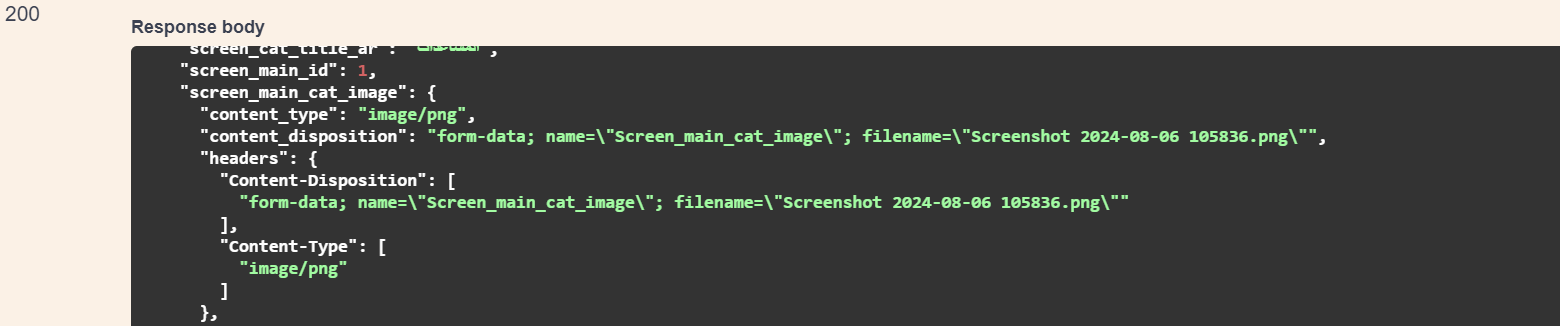 200
Response body
"screen_cat_title_ar":
"screen_main_id": 1,
"screen_main_cat_image": {
"content_type": "image/png",
"content_disposition": "form-data; name=\"Screen_main_cat_image\"; filename=\"Screenshot 2024-08-06 105836.png\"",
"headers": {
"Content-Disposition": [
"form-data; name=\"Screen_main_cat_image\"; filename=\"Screenshot 2024-08-06 105836.png\""
],
"Content-Type": [
"image/png"
]
},